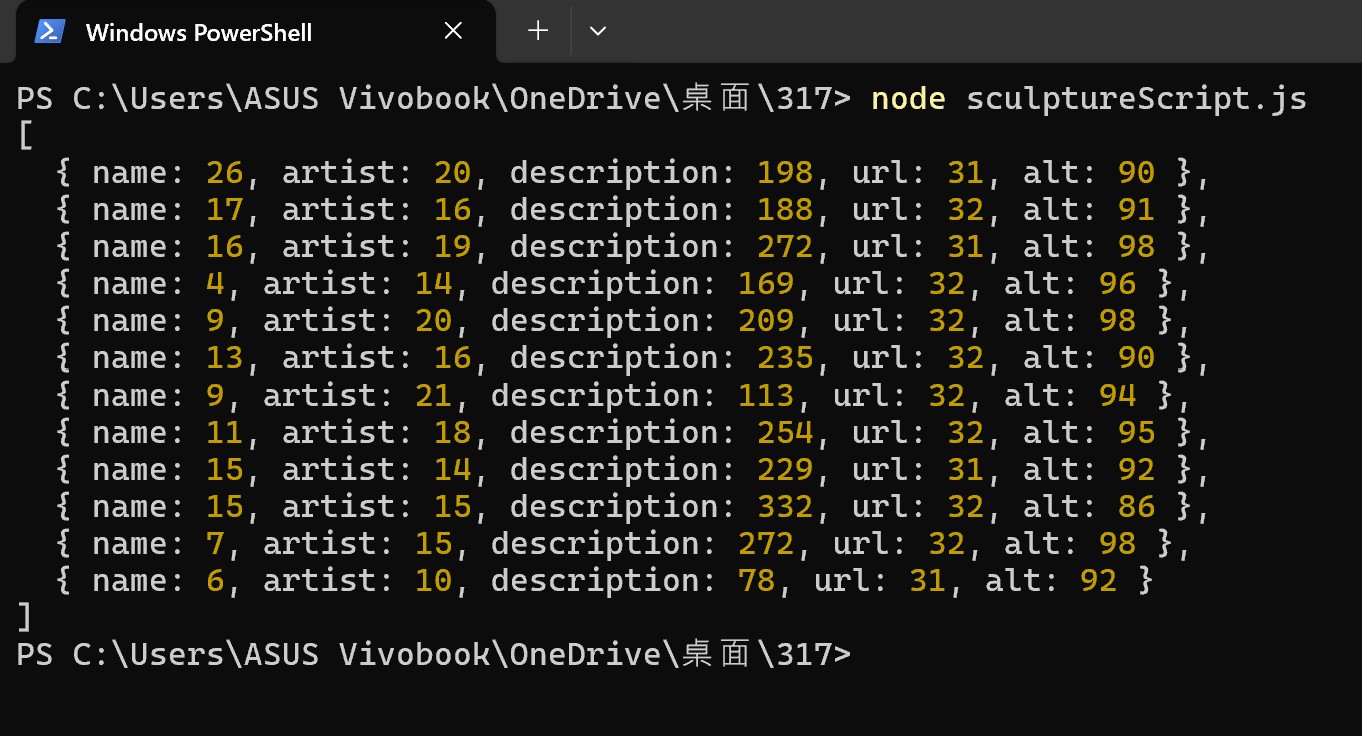 Windows PowerShell
PS C:\Users\ASUS Vivobook\OneDrive\桌面\317> node sculptureScript.js
[
  { name: 26, artist: 20, description: 198, url: 31, alt: 90 },
  { name: 17, artist: 16, description: 188, url: 32, alt: 91 },
  { name: 16, artist: 19, description: 272, url: 31, alt: 98 },
  { name: 4, artist: 14, description: 169, url: 32, alt: 96 },
  { name: 9, artist: 20, description: 209, url: 32, alt: 98 },
  { name: 13, artist: 16, description: 235, url: 32, alt: 90 },
  { name: 9, artist: 21, description: 113, url: 32, alt: 94 },
  { name: 11, artist: 18, description: 254, url: 32, alt: 95 },
  { name: 15, artist: 14, description: 229, url: 31, alt: 92 },
  { name: 15, artist: 15, description: 332, url: 32, alt: 86 },
  { name: 7, artist: 15, description: 272, url: 32, alt: 98 },
  { name: 6, artist: 10, description: 78, url: 31, alt: 92 }
]
PS C:\Users\ASUS Vivobook\OneDrive\桌面\317>